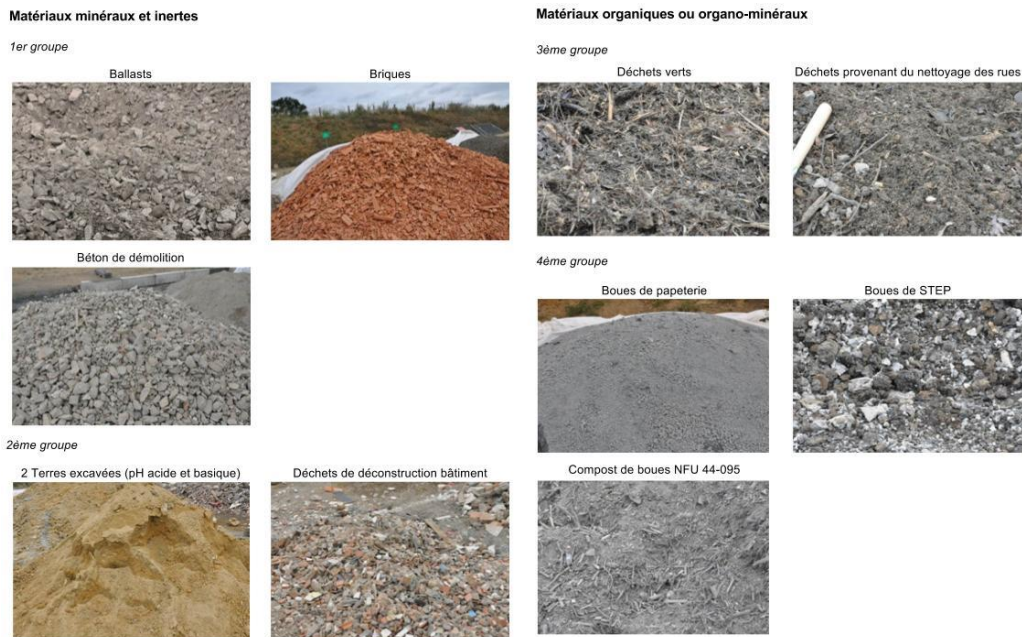 Matériaux minéraux et inertes
1er groupe
Ballasts
Briques
Béton de démolition
2ème groupe
2 Terres excavées (pH acide et basique)
Déchets de déconstruction bâtiment
Matériaux organiques ou organo-minéraux
3ème groupe
Déchets verts
Déchets provenant du nettoyage des rues
4ème groupe
Boues de papeterie
Boues de STEP
Compost de boues NFU 44-095